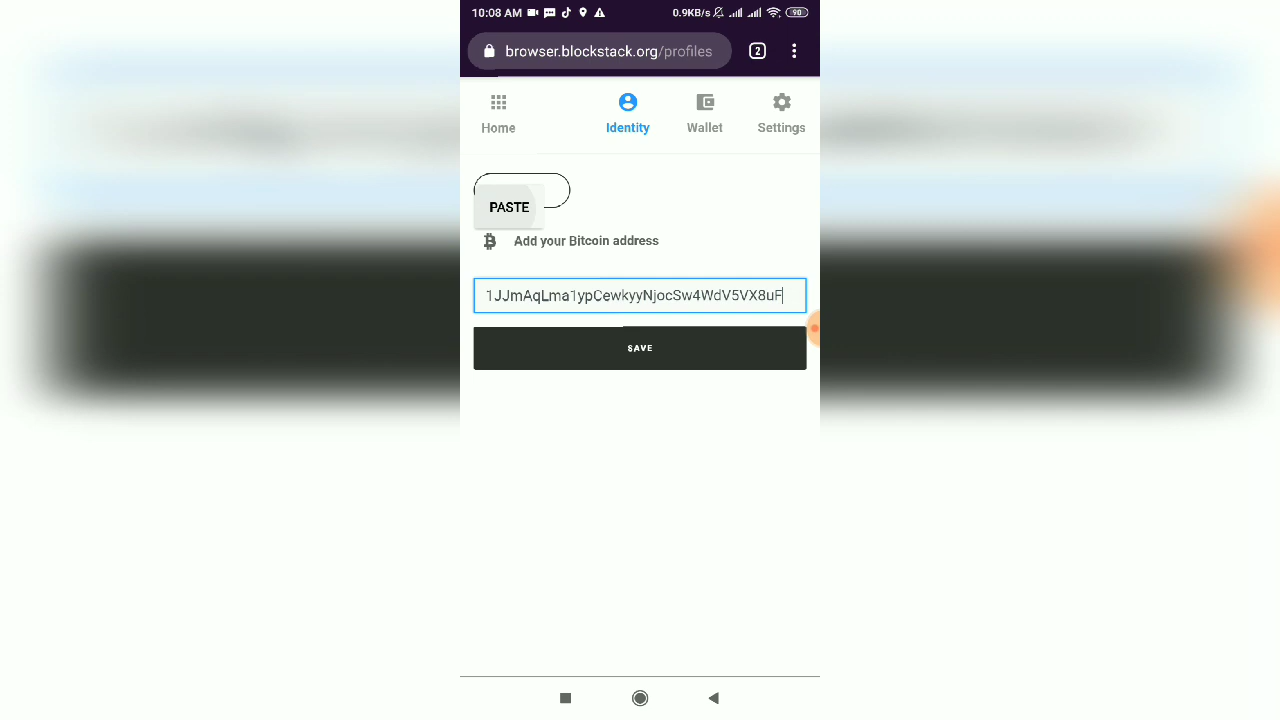 10:08 AM 0.9KB/s 90
browser.blockstack.org/profiles 2
Home Identity Wallet Settings
PASTE
Add your Bitcoin address
1JJmAqLma1ypCewkyyNjocSw4WdV5VX8uF
SAVE